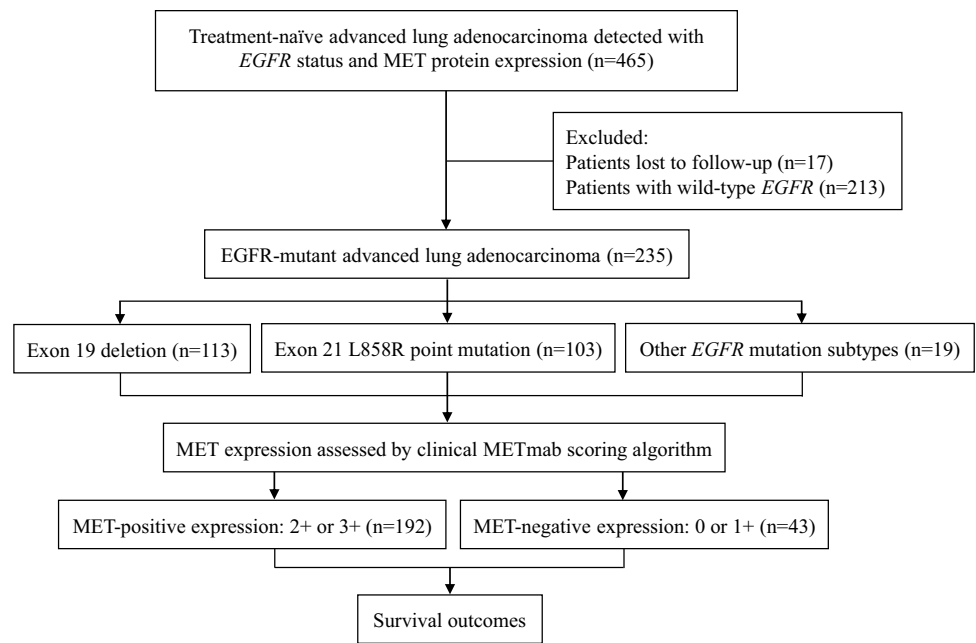 Treatment-naïve advanced lung adenocarcinoma detected with
EGFR status and MET protein expression (n=465)
Excluded:
Patients lost to follow-up (n=17)
Patients with wild-type EGFR (n=213)
EGFR-mutant advanced lung adenocarcinoma (n=235)
Exon 19 deletion (n=113)
Exon 21 L858R point mutation (n=103)
Other EGFR mutation subtypes (n=19)
MET expression assessed by clinical METmab scoring algorithm
MET-positive expression: 2+ or 3+ (n=192)
MET-negative expression: 0 or 1+ (n=43)
Survival outcomes